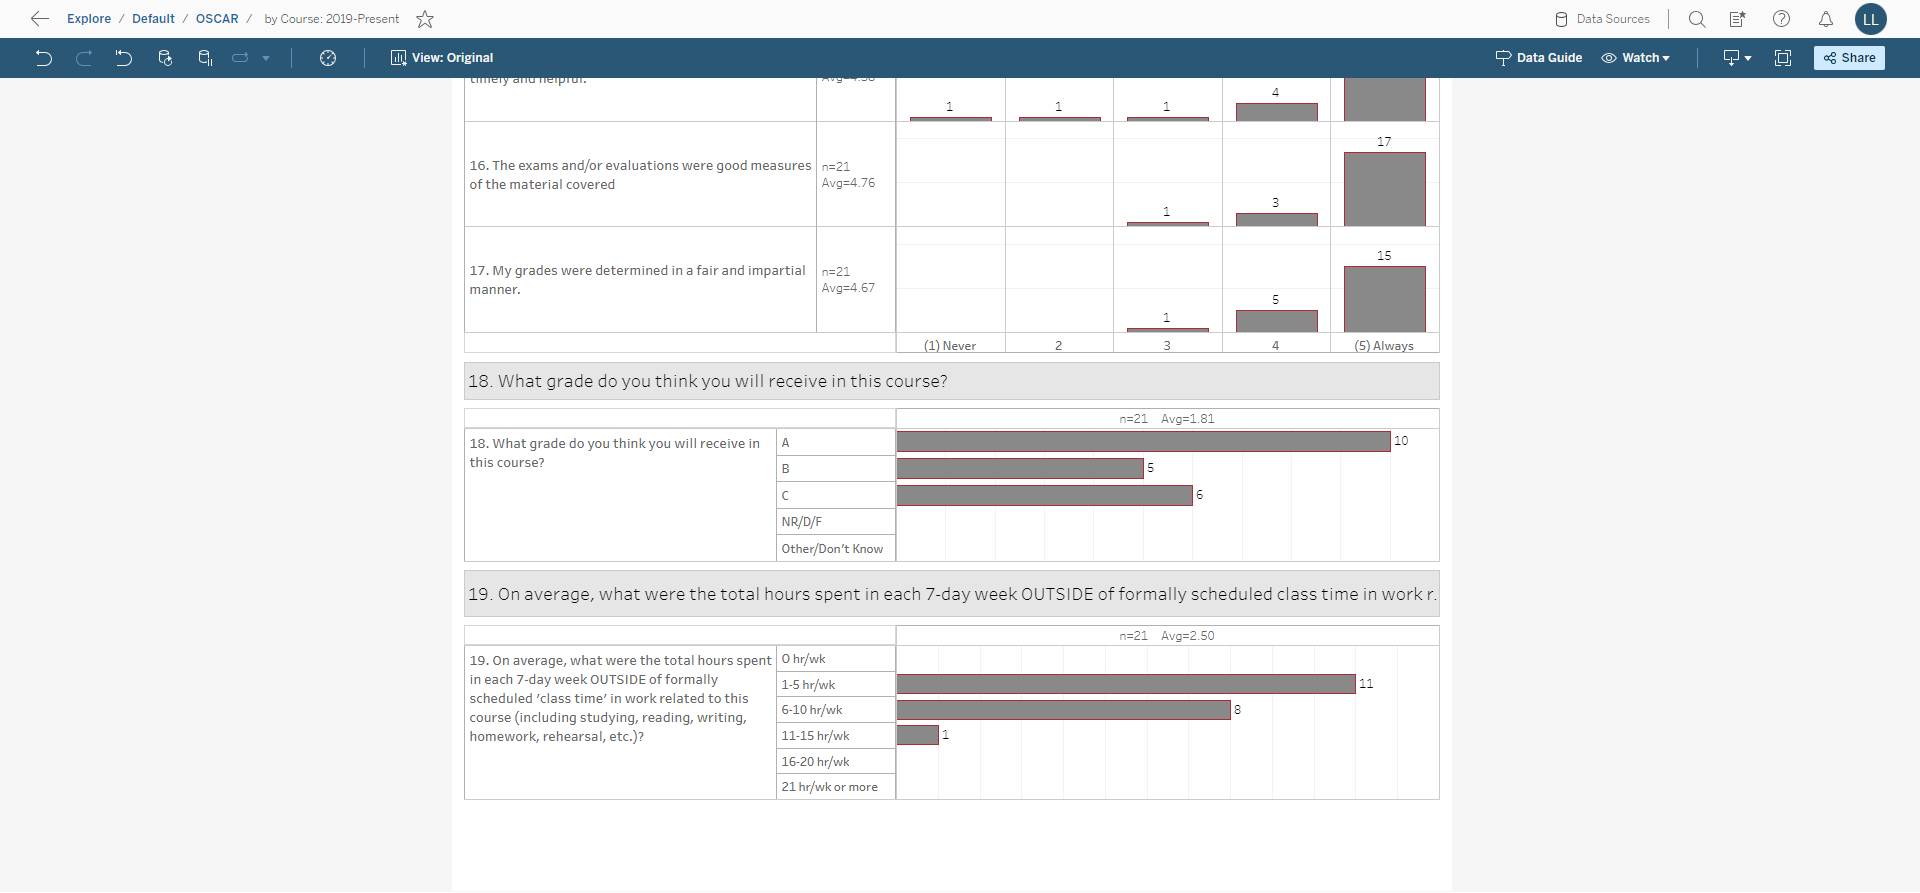 Explore / Default / OSCAR / by Course: 2019-Present
Data Sources
LL
View: Original
Data Guide
Watch
Share
timely and helpful.
1
1
1
4
16. The exams and/or evaluations were good measures
of the material covered
n=21
Avg=4.76
1
3
17
17. My grades were determined in a fair and impartial
manner.
n=21
Avg=4.67
1
5
15
(1) Never
2
3
4
(5) Always
18. What grade do you think you will receive in this course?
n=21 Avg=1.81
18. What grade do you think you will receive in
this course?
A
10
B
5
C
6
NR/D/F
Other/Don't Know
19. On average, what were the total hours spent in each 7-day week OUTSIDE of formally scheduled class time in work r.
n=21 Avg=2.50
19. On average, what were the total hours spent
in each 7-day week OUTSIDE of formally
scheduled ‘class time’ in work related to this
course (including studying, reading, writing,
homework, rehearsal, etc.)?
0 hr/wk
1-5 hr/wk
11
6-10 hr/wk
8
11-15 hr/wk
1
16-20 hr/wk
21 hr/wk or more